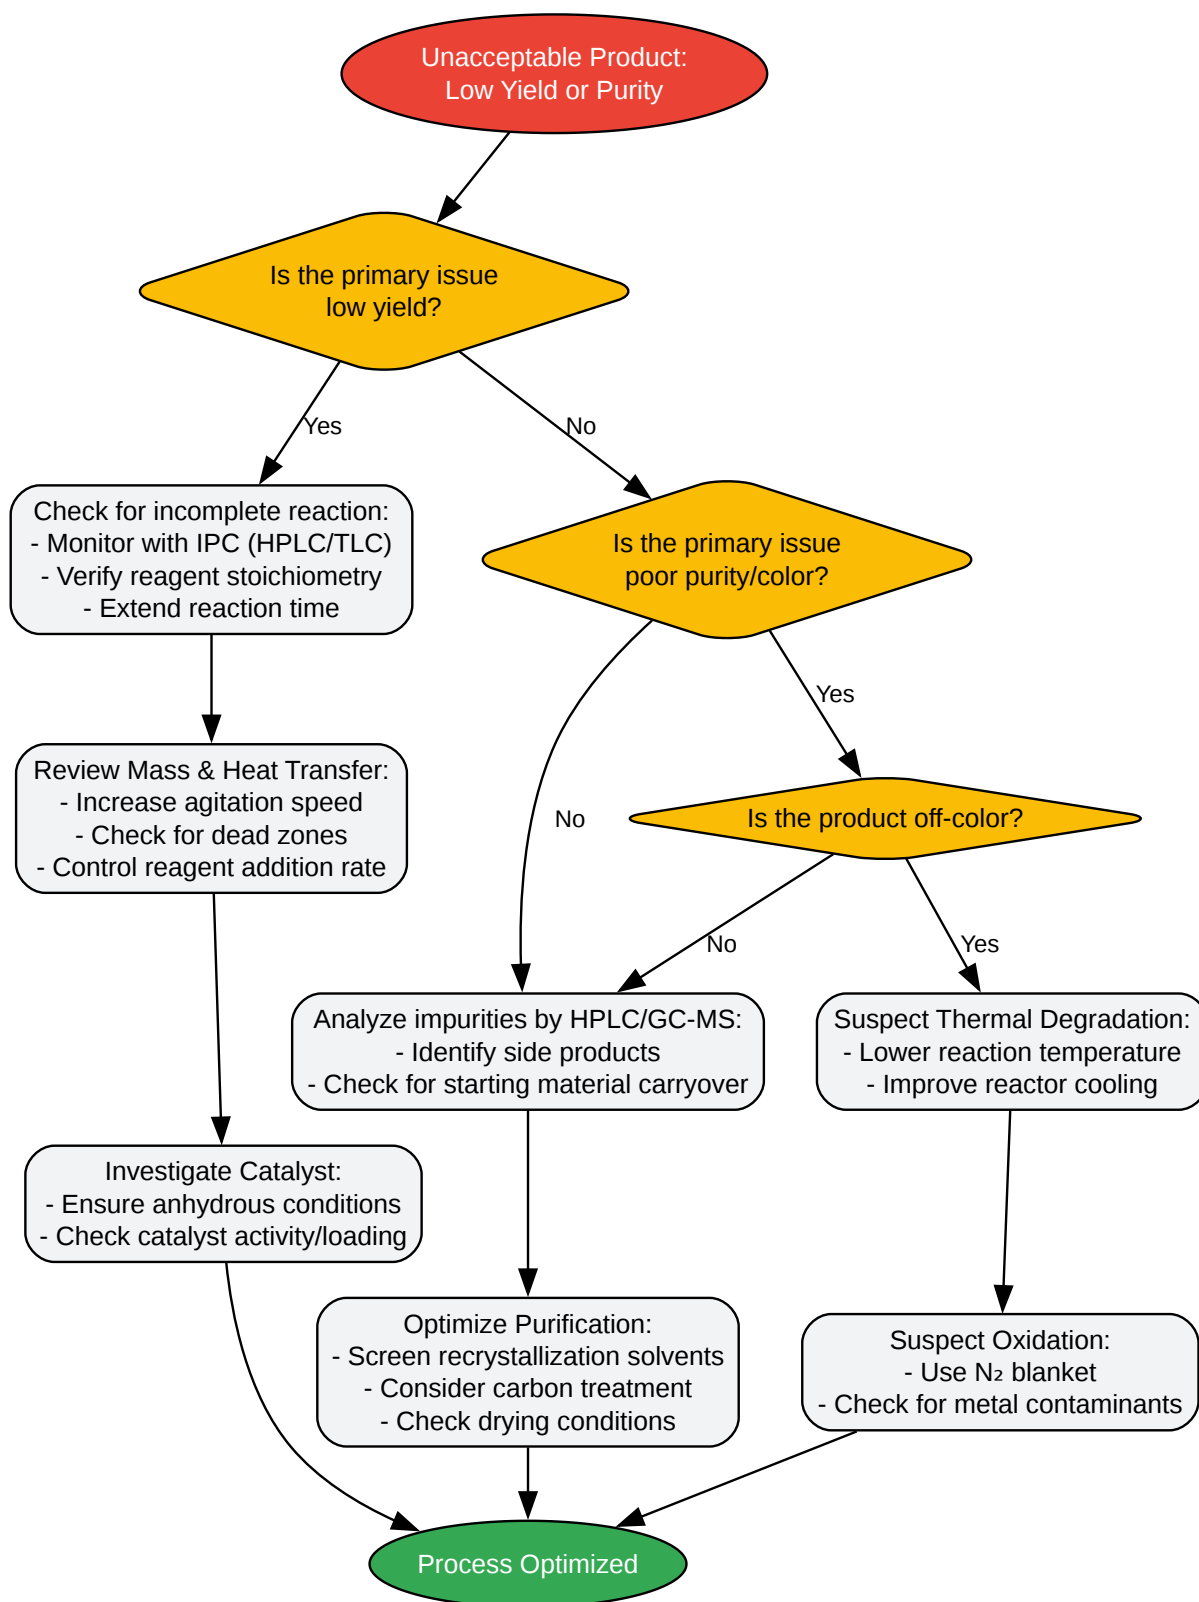 Unacceptable Product:
Low Yield or Purity
Is the primary issue
low yield?
Yes
No
Check for incomplete reaction:
- Monitor with IPC (HPLC/TLC)
- Verify reagent stoichiometry
- Extend reaction time
Is the primary issue
poor purity/color?
Yes
No
Review Mass & Heat Transfer:
- Increase agitation speed
- Check for dead zones
- Control reagent addition rate
Is the product off-color?
No
Yes
Analyze impurities by HPLC/GC-MS:
- Identify side products
- Check for starting material carryover
Suspect Thermal Degradation:
- Lower reaction temperature
- Improve reactor cooling
Investigate Catalyst:
- Ensure anhydrous conditions
- Check catalyst activity/loading
Optimize Purification:
- Screen recrystallization solvents
- Consider carbon treatment
- Check drying conditions
Suspect Oxidation:
- Use N₂ blanket
- Check for metal contaminants
Process Optimized